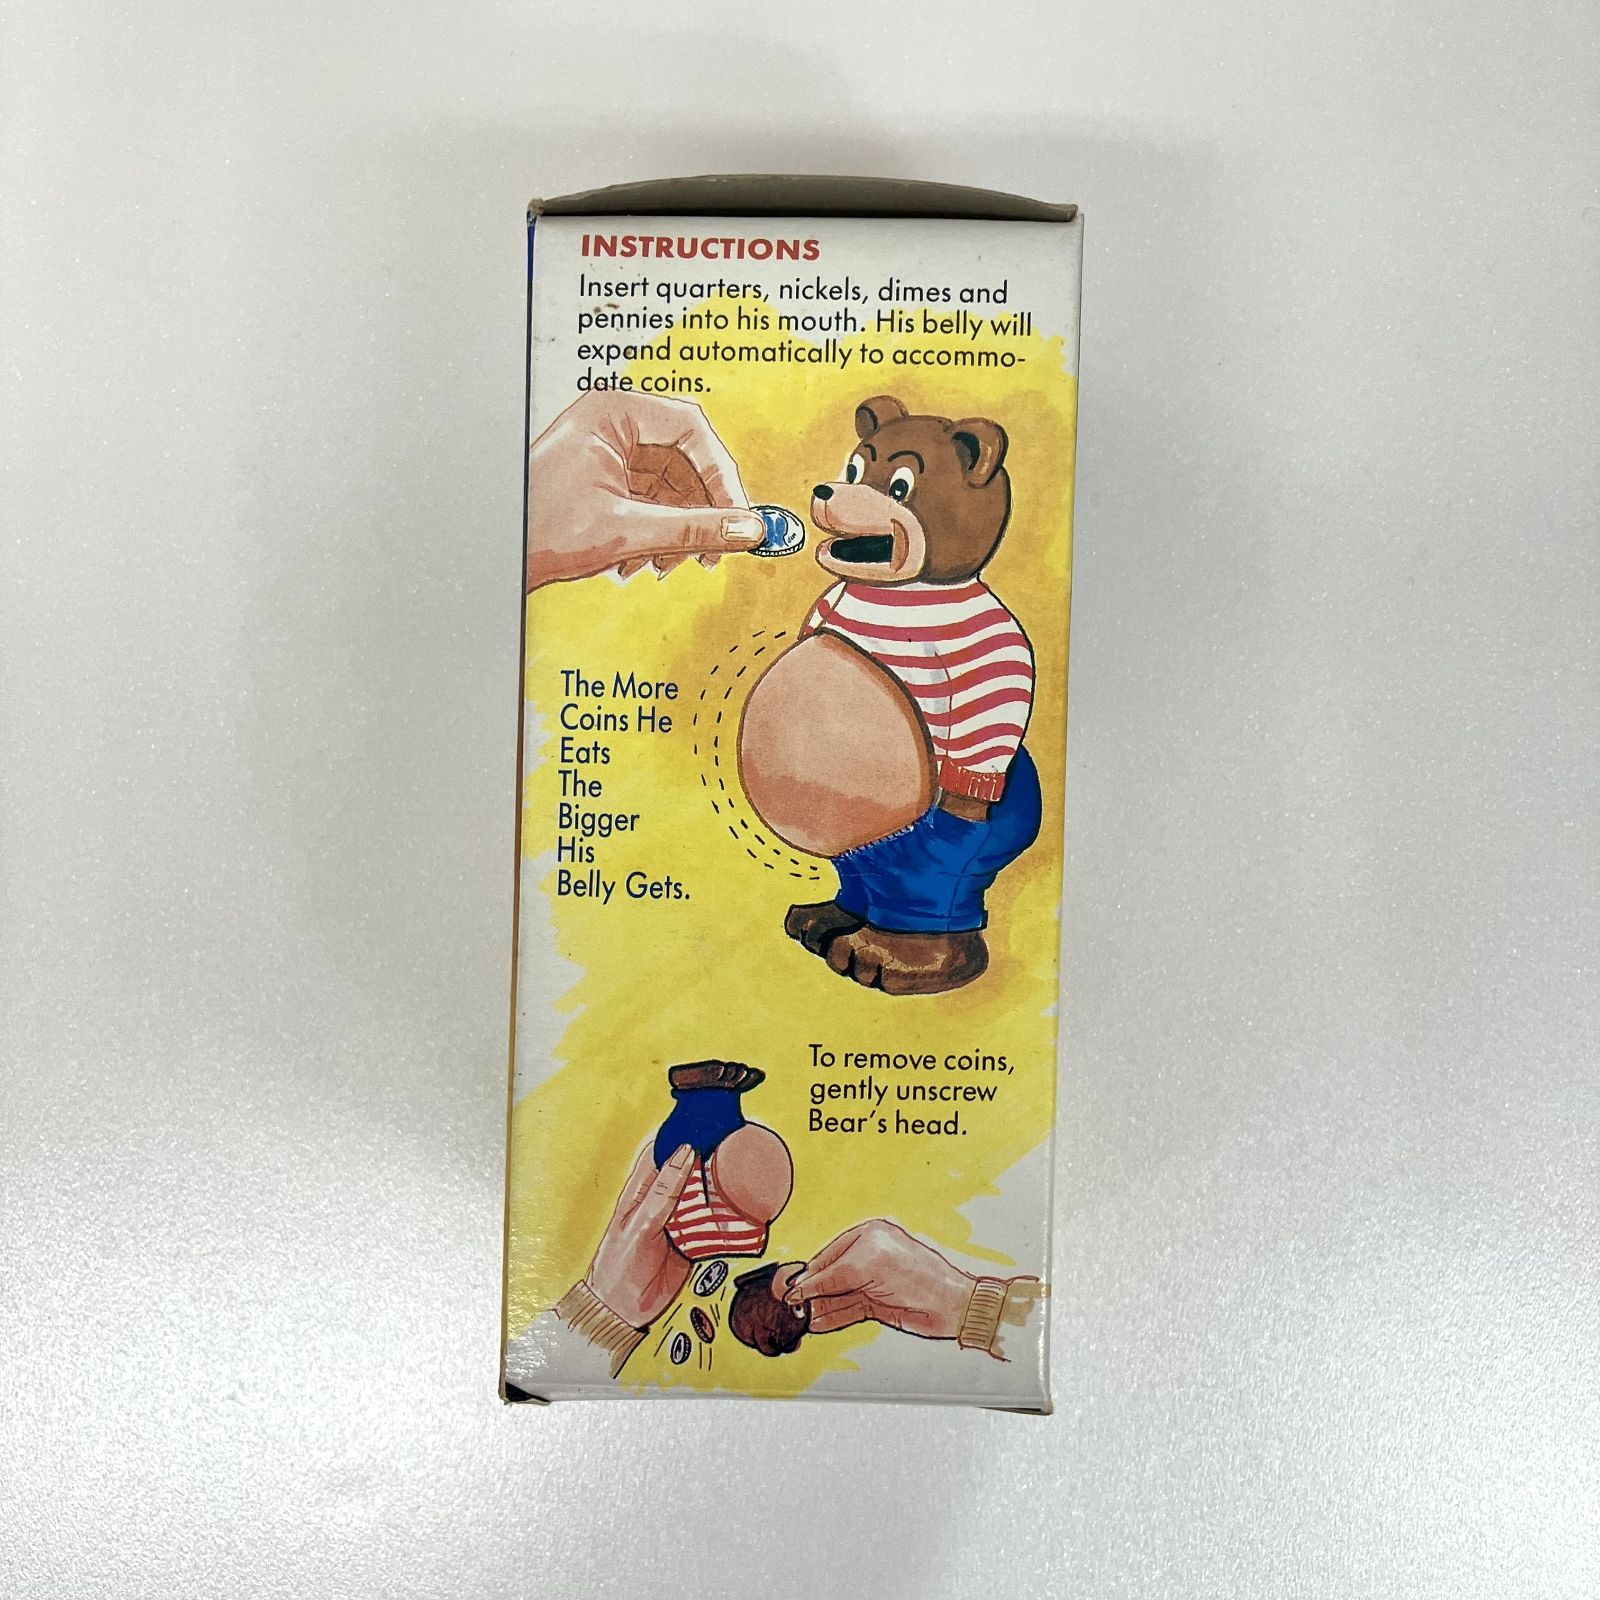 INSTRUCTIONS
Insert quarters, nickels, dimes and
pennies into his mouth. His belly will
expand automatically to accommo-
date coins.
The More
Coins He
Eats
The
Bigger
His
Belly Gets.
To remove coins,
gently unscrew
Bear's head.